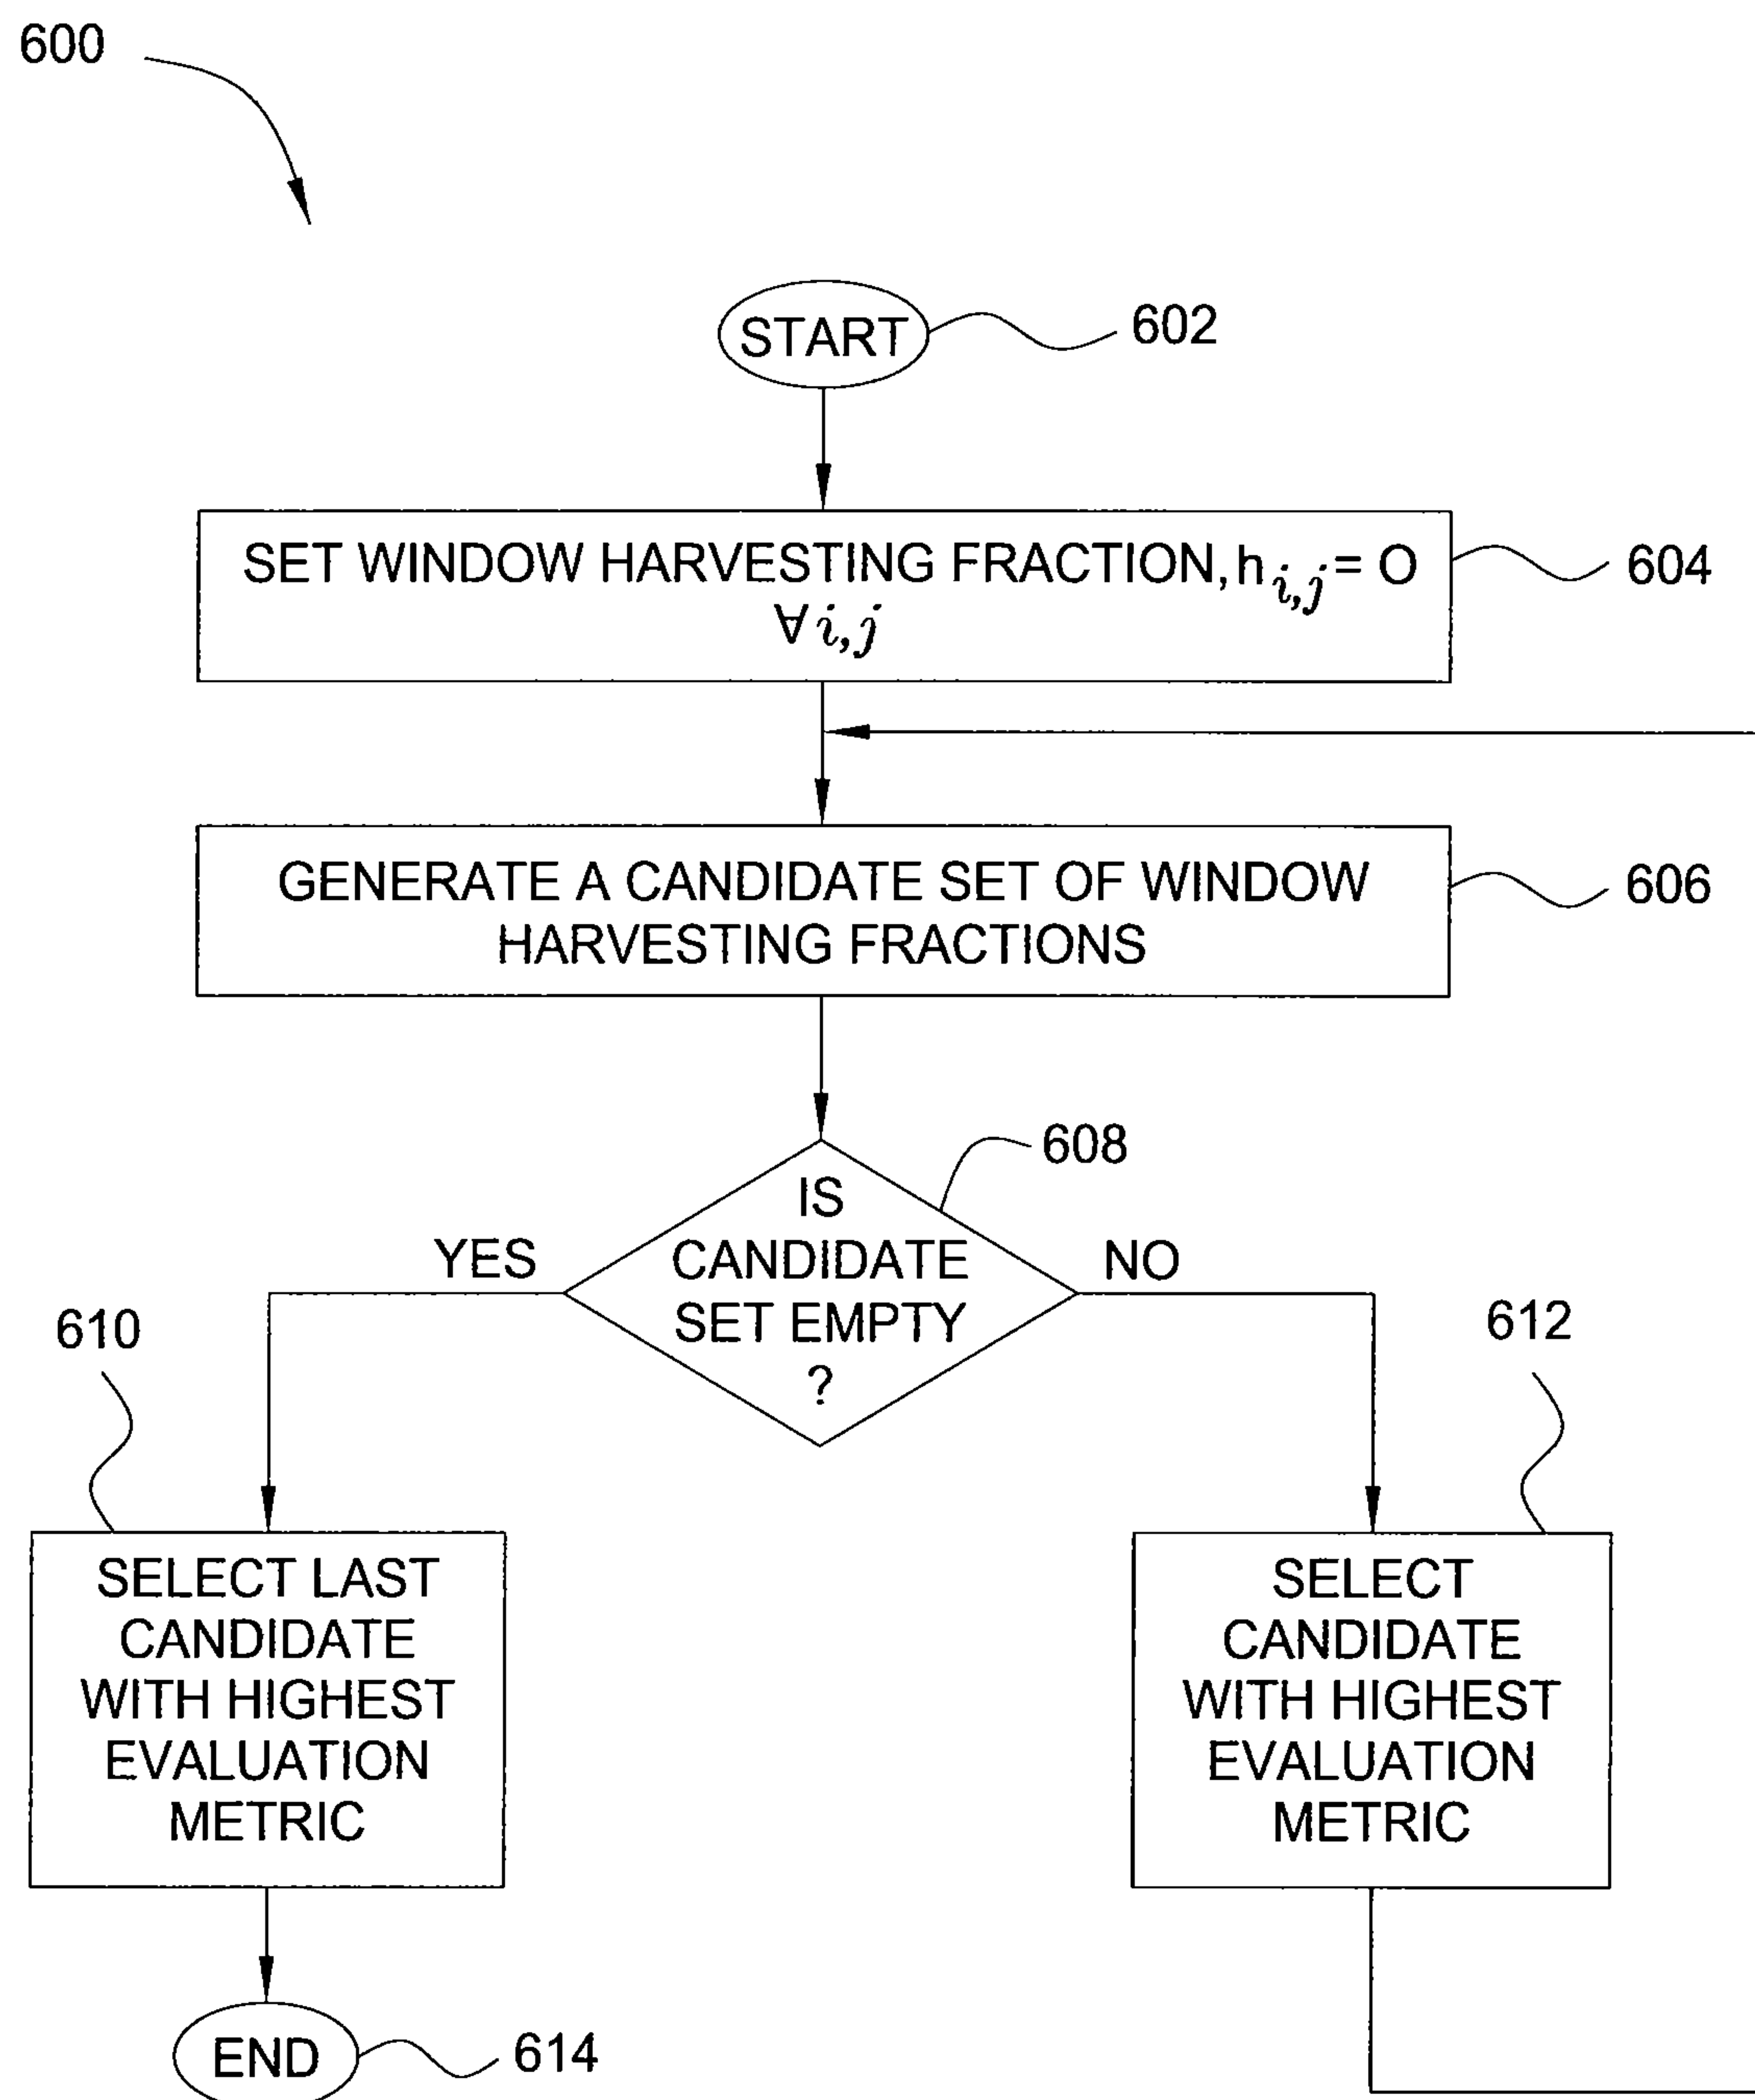 600
START
602
SET WINDOW HARVESTING FRACTION, h i,j = O
∀ i,j
604
GENERATE A CANDIDATE SET OF WINDOW
HARVESTING FRACTIONS
606
IS
CANDIDATE
SET EMPTY
?
608
YES
NO
610
612
SELECT LAST
CANDIDATE
WITH HIGHEST
EVALUATION
METRIC
SELECT
CANDIDATE
WITH HIGHEST
EVALUATION
METRIC
END
614